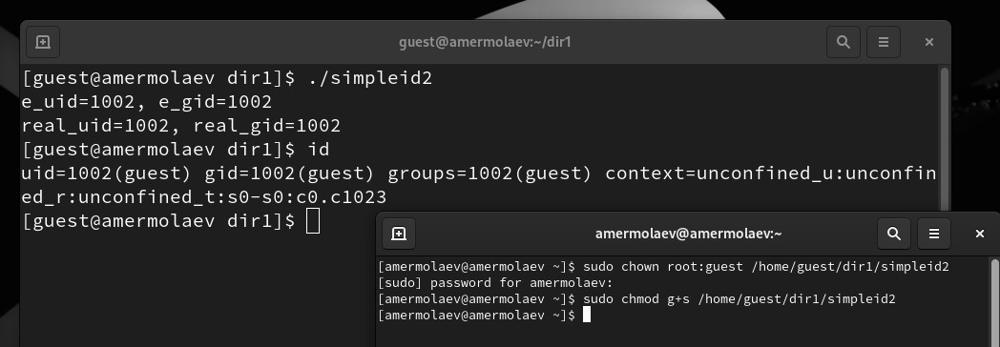 guest@amermolaev:~/dir1
[guest@amermolaev dir1]$ ./simpleid2
e_uid=1002, e_gid=1002
real_uid=1002, real_gid=1002
[guest@amermolaev dir1]$ id
uid=1002(guest) gid=1002(guest) groups=1002(guest) context=unconfined_u:unconfin
ed_r:unconfined_t:s0-s0:c0.c1023
[guest@amermolaev dir1]$
amermolaev@amermolaev:~
[amermolaev@amermolaev ~]$ sudo chown root:guest /home/guest/dir1/simpleid2
[sudo] password for amermolaev:
[amermolaev@amermolaev ~]$ sudo chmod g+s /home/guest/dir1/simpleid2
[amermolaev@amermolaev ~]$